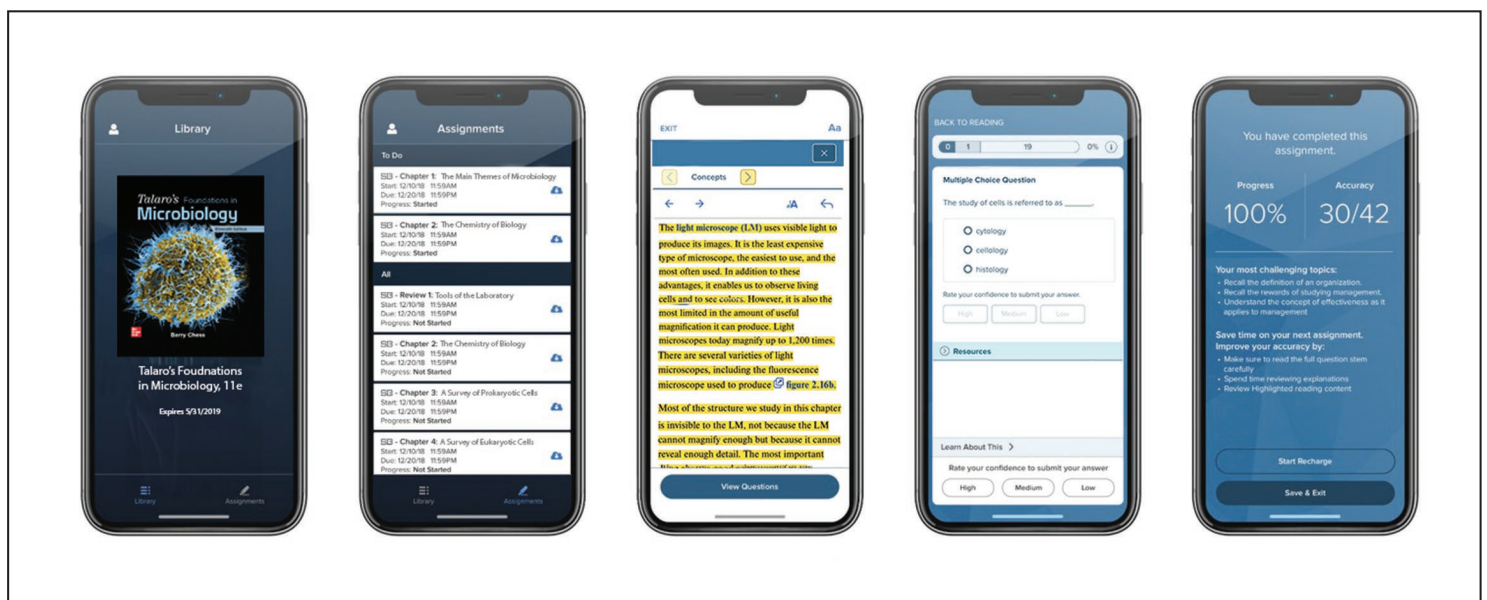 Library
Talaro's Foundations in
Microbiology
Eleventh Edition
Barry Chess
Talaro's Foudnations
in Microbiology, 11e
Expires 5/31/2019
Library
Assignments
Assignments
To Do
- Chapter 1: The Main Themes of Microbiology
Start: 12/10/18 11:59AM
Due: 12/20/18 11:59PM
Progress: Started
- Chapter 2: The Chemistry of Biology
Start: 12/10/18 11:59AM
Due: 12/20/18 11:59PM
Progress: Started
All
- Review 1: Tools of the Laboratory
Start: 12/10/18 11:59AM
Due: 12/20/18 11:59PM
Progress: Not Started
- Chapter 2: The Chemistry of Biology
Start: 12/10/18 11:59AM
Due: 12/20/18 11:59PM
Progress: Not Started
- Chapter 3: A Survey of Prokaryotic Cells
Start: 12/10/18 11:59AM
Due: 12/20/18 11:59PM
Progress: Not Started
- Chapter 4: A Survey of Eukaryotic Cells
Start: 12/10/18 11:59AM
Due: 12/20/18 11:59PM
Progress: Not Started
Library
Assignments
EXIT
Aa
Concepts
A
The light microscope (LM) uses visible light to
produce its images. It is the least expensive
type of microscope, the easiest to use, and the
most often used. In addition to these
advantages, it enables us to observe living
cells and to see colors. However, it is also the
most limited in the amount of useful
magnification it can produce. Light
microscopes today magnify up to 1,200 times.
There are several varieties of light
microscopes, including the fluorescence
microscope used to produce figure 2.16b.
Most of the structure we study in this chapter
is invisible to the LM, not because the LM
cannot magnify enough but because it cannot
reveal enough detail. The most important
View Questions
BACK TO READING
0 1 19 0% i
Multiple Choice Question
The study of cells is referred to as ______.
cytology
cellology
histology
Rate your confidence to submit your answer.
High Medium Low
Resources
Learn About This
Rate your confidence to submit your answer
High Medium Low
You have completed this
assignment.
Progress Accuracy
100% 30/42
Your most challenging topics:
• Recall the definition of an organization.
• Recall the rewards of studying management.
• Understand the concept of effectiveness as it
applies to management
Save time on your next assignment.
Improve your accuracy by:
• Make sure to read the full question stem
carefully
• Spend time reviewing explanations
• Review Highlighted reading content
Start Recharge
Save & Exit